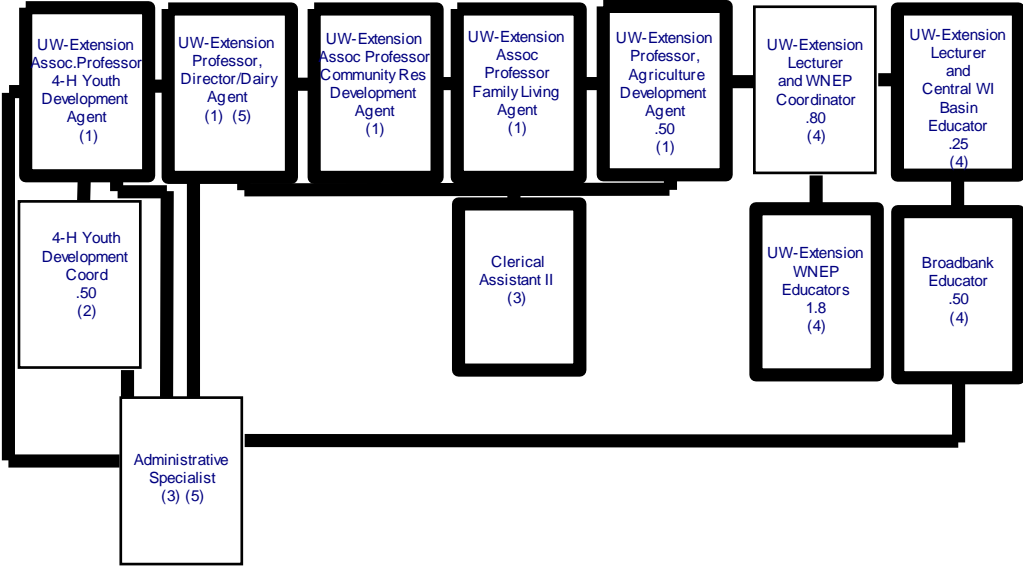 UW-Extension
Assoc.Professor
4-H Youth
Development
Agent
(1)
UW-Extension
Professor,
Director/Dairy
Agent
(1) (5)
UW-Extension
Assoc Professor
Community Res
Development
Agent
(1)
UW-Extension
Assoc
Professor
Family Living
Agent
(1)
UW-Extension
Professor,
Agriculture
Development
Agent
.50
(1)
UW-Extension
Lecturer
and WNEP
Coordinator
.80
(4)
UW-Extension
Lecturer
and
Central WI
Basin
Educator
.25
(4)
4-H Youth
Development
Coord
.50
(2)
Clerical
Assistant II
(3)
UW-Extension
WNEP
Educators
1.8
(4)
Broadbank
Educator
.50
(4)
Administrative
Specialist
(3) (5)